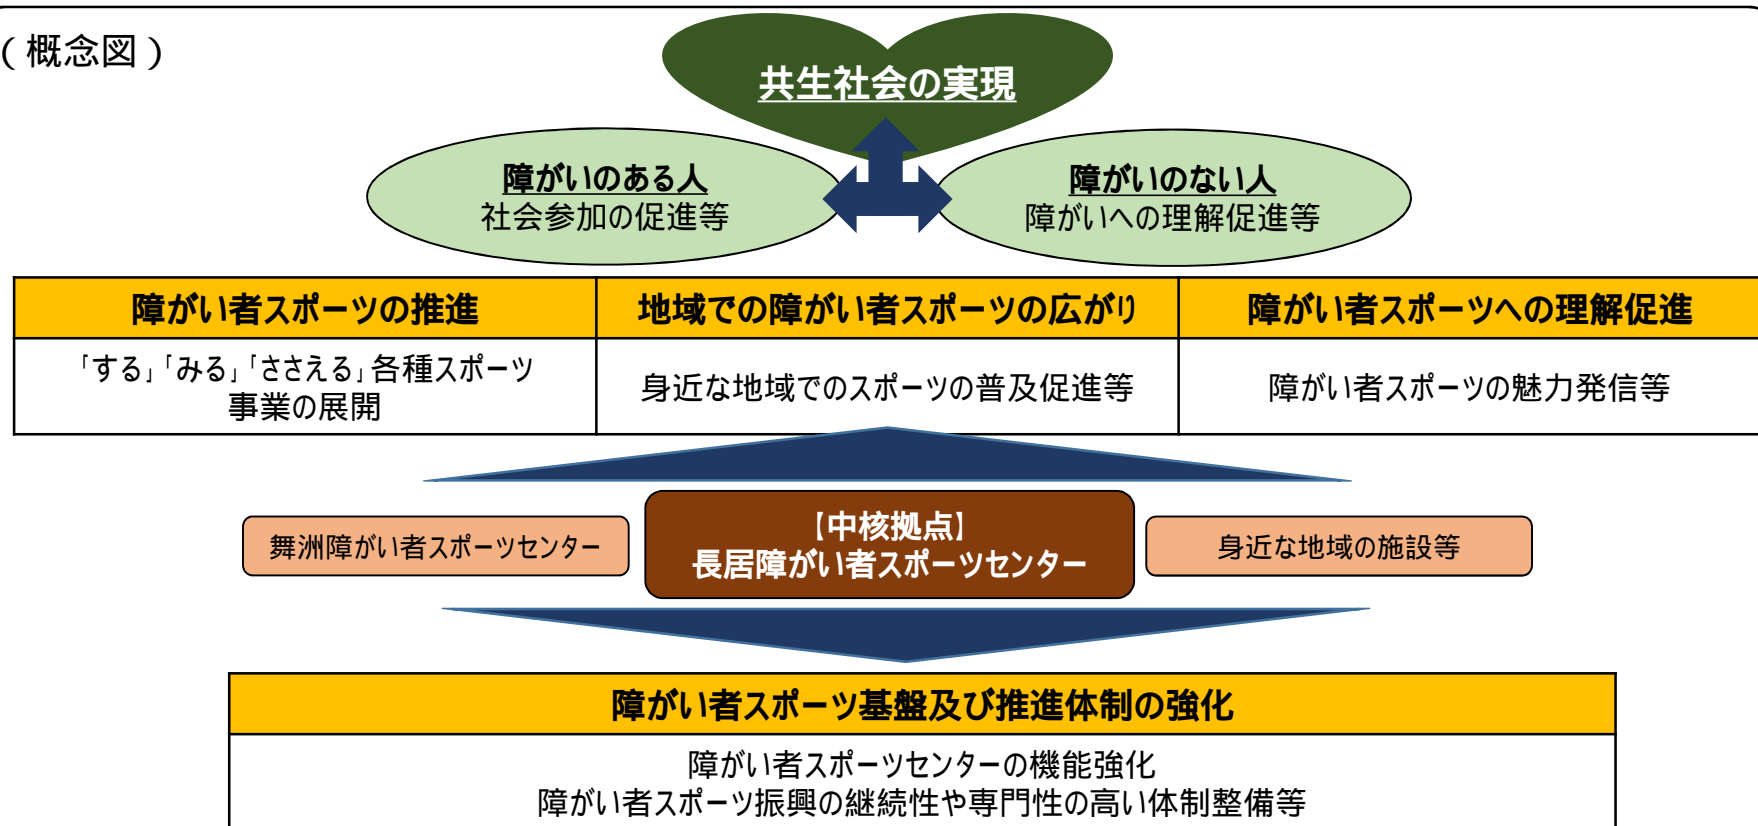 （概念図）
共生社会の実現
障がいのある人
社会参加の促進等
障がいのない人
障がいへの理解促進等
障がい者スポーツの推進
地域での障がい者スポーツの広がり
障がい者スポーツへの理解促進
「する」「みる」「ささえる」各種スポーツ
事業の展開
身近な地域でのスポーツの普及促進等
障がい者スポーツの魅力発信等
舞洲障がい者スポーツセンター
【中核拠点】
長居障がい者スポーツセンター
身近な地域の施設等
障がい者スポーツ基盤及び推進体制の強化
障がい者スポーツセンターの機能強化
障がい者スポーツ振興の継続性や専門性の高い体制整備等